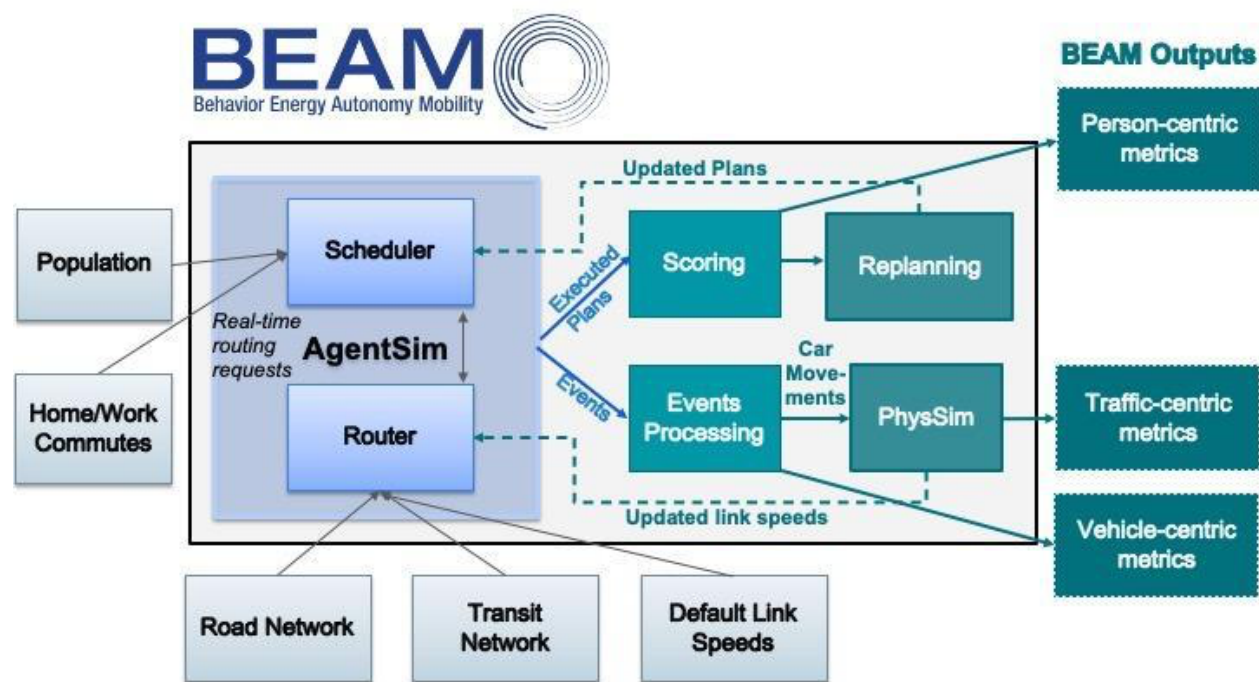 BEAM
Behavior Energy Autonomy Mobility
BEAM Outputs
Person-centric
metrics
Updated Plans
Population
Scheduler
Executed
Plans
Scoring
Replanning
Real-time
routing
requests
AgentSim
Home/Work
Commutes
Router
Events
Events
Processing
Car
Move-
ments
PhysSim
Traffic-centric
metrics
Updated link speeds
Vehicle-centric
metrics
Road Network
Transit
Network
Default Link
Speeds